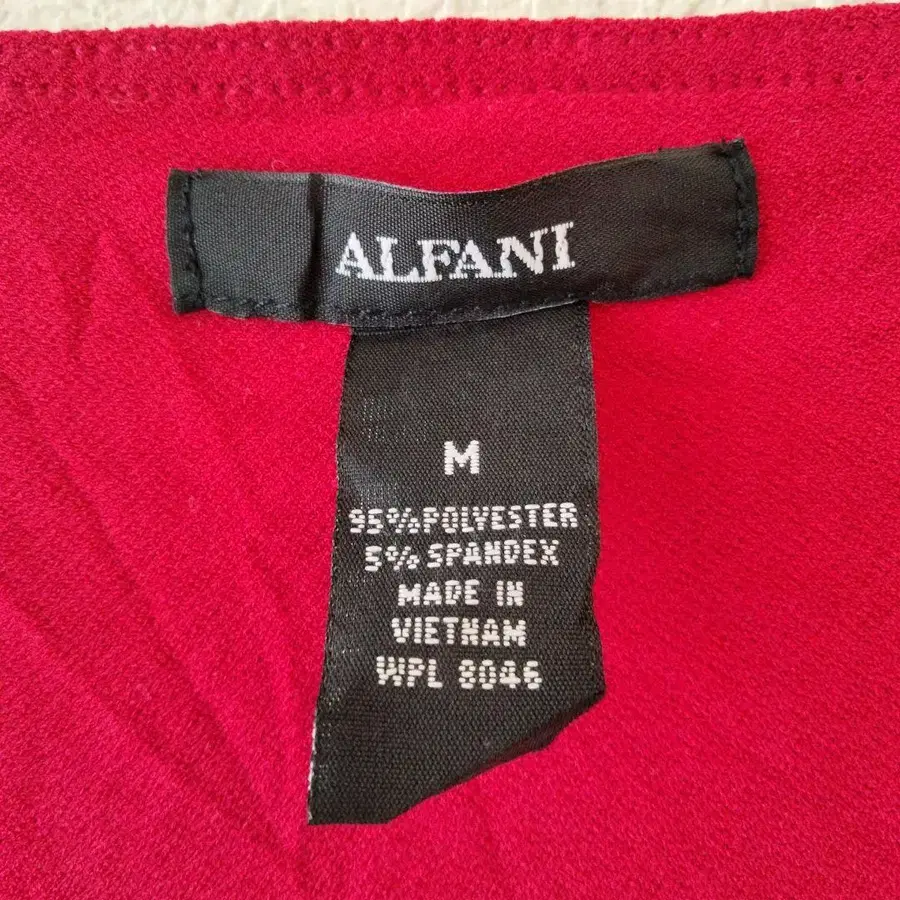 ALFANI
M
95% POLYESTER
5% SPANDEX
MADE IN
VIETNAM
WPL 8046